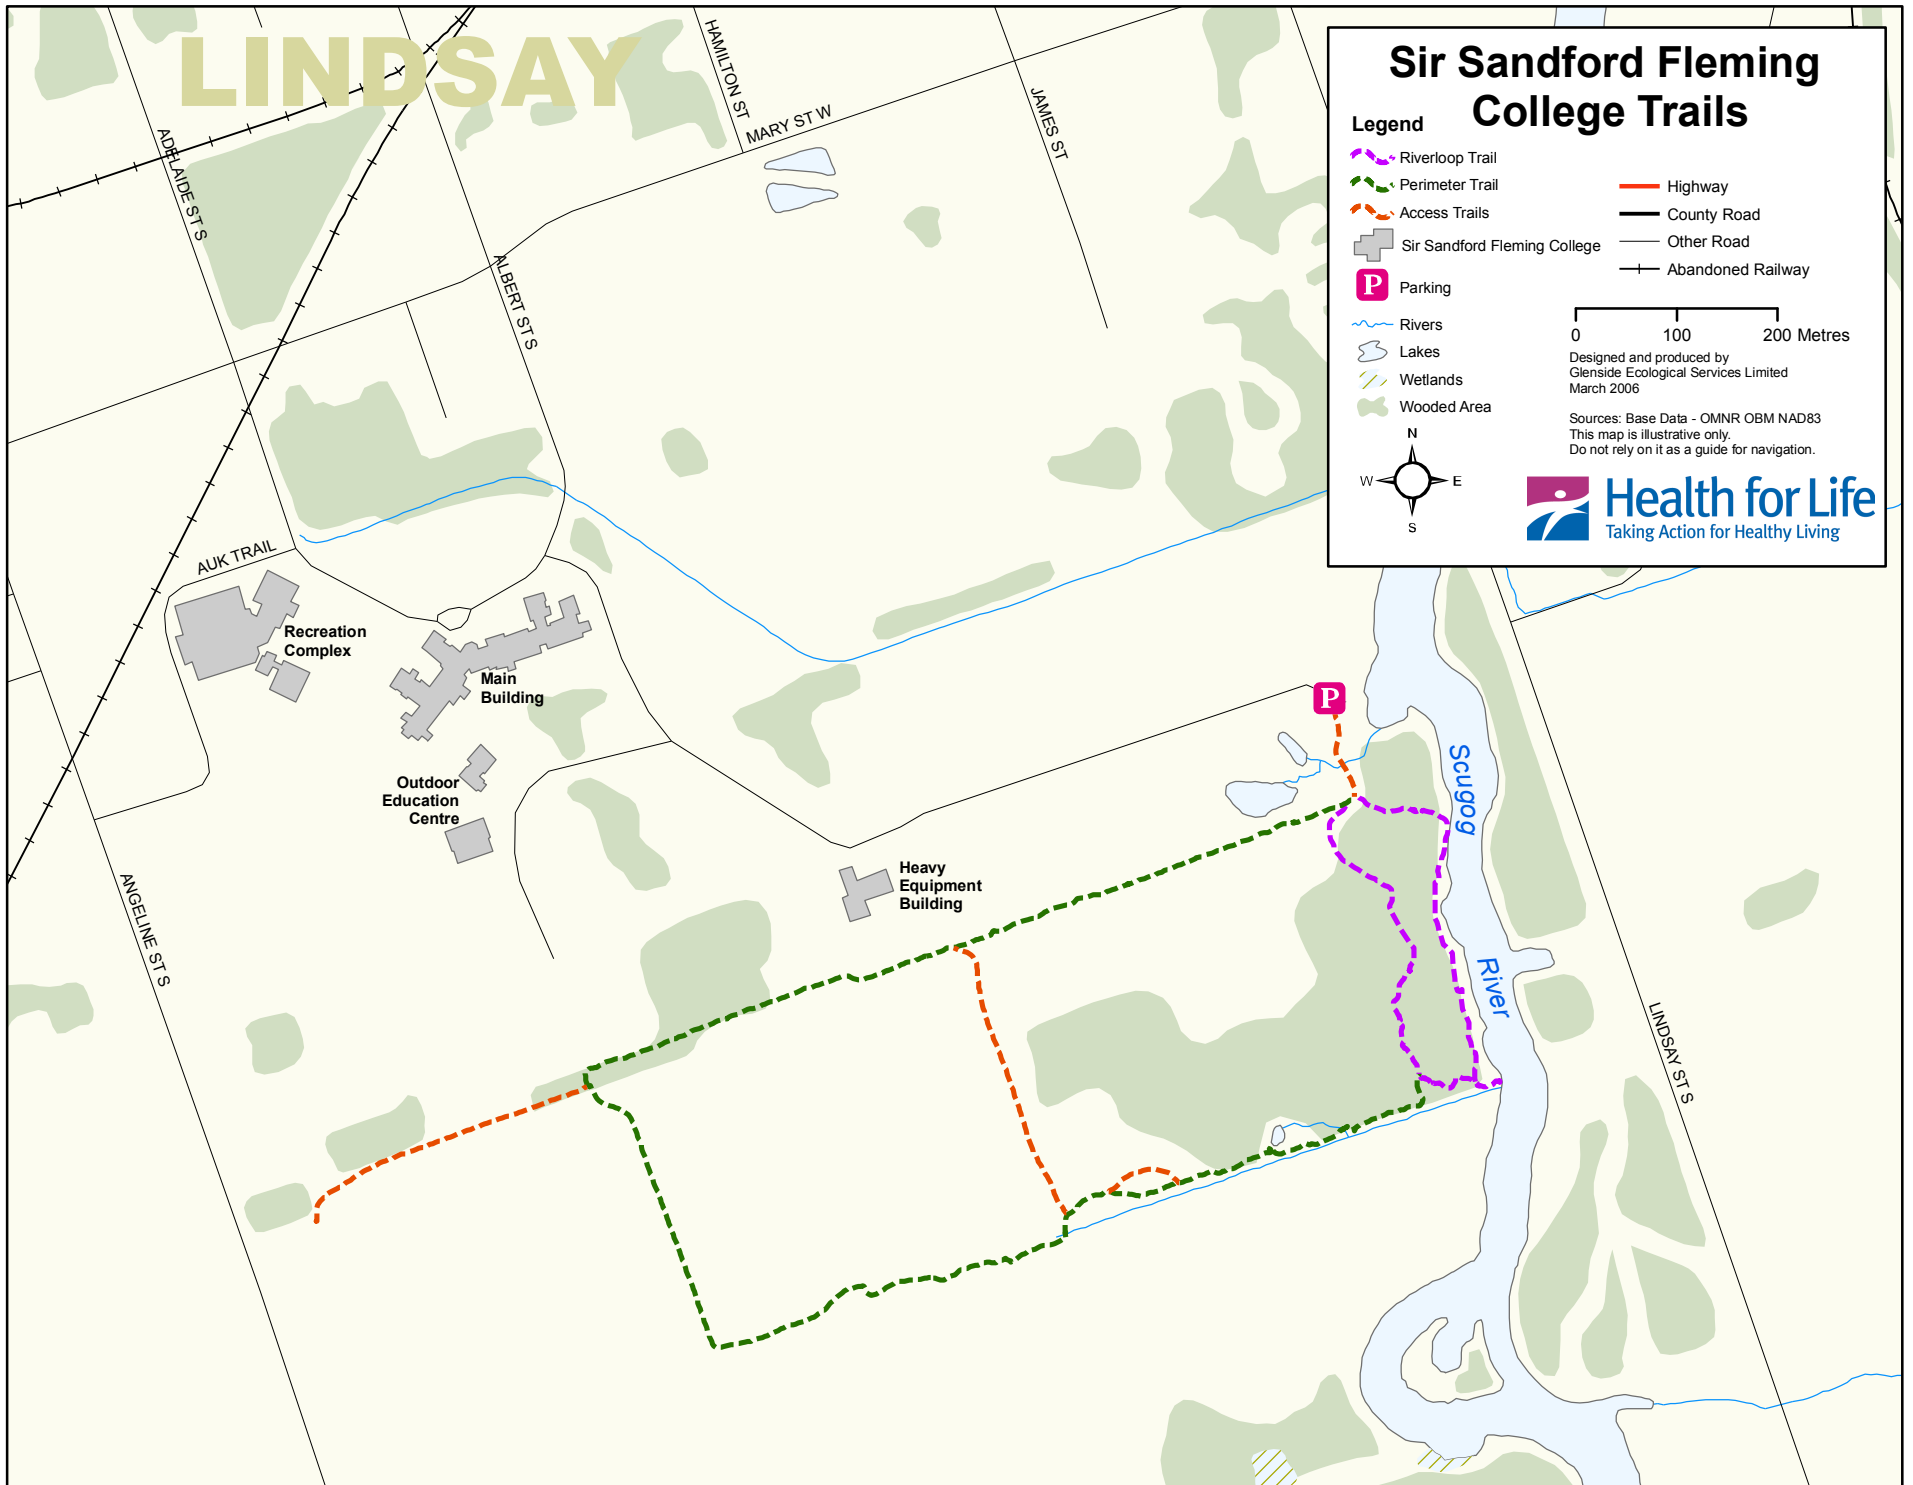 LINDSAY
HAMILTON ST
MARY ST W
JAMES ST
ADELAIDE ST S
ALBERT ST S
Sir Sandford Fleming
College Trails
Legend
Riverloop Trail
Perimeter Trail
Access Trails
Sir Sandford Fleming College
Parking
Rivers
Lakes
Wetlands
Wooded Area
Highway
County Road
Other Road
Abandoned Railway
0 100 200 Metres
Designed and produced by
Glenside Ecological Services Limited
March 2006
Sources: Base Data - OMNR OBM NAD83
This map is illustrative only.
Do not rely on it as a guide for navigation.
P
N
W E
S
Health for Life
Taking Action for Healthy Living
AUK TRAIL
Recreation
Complex
Main
Building
Outdoor
Education
Centre
Heavy
Equipment
Building
P
Scugog
River
ANGELINE ST S
LINDSAY ST S